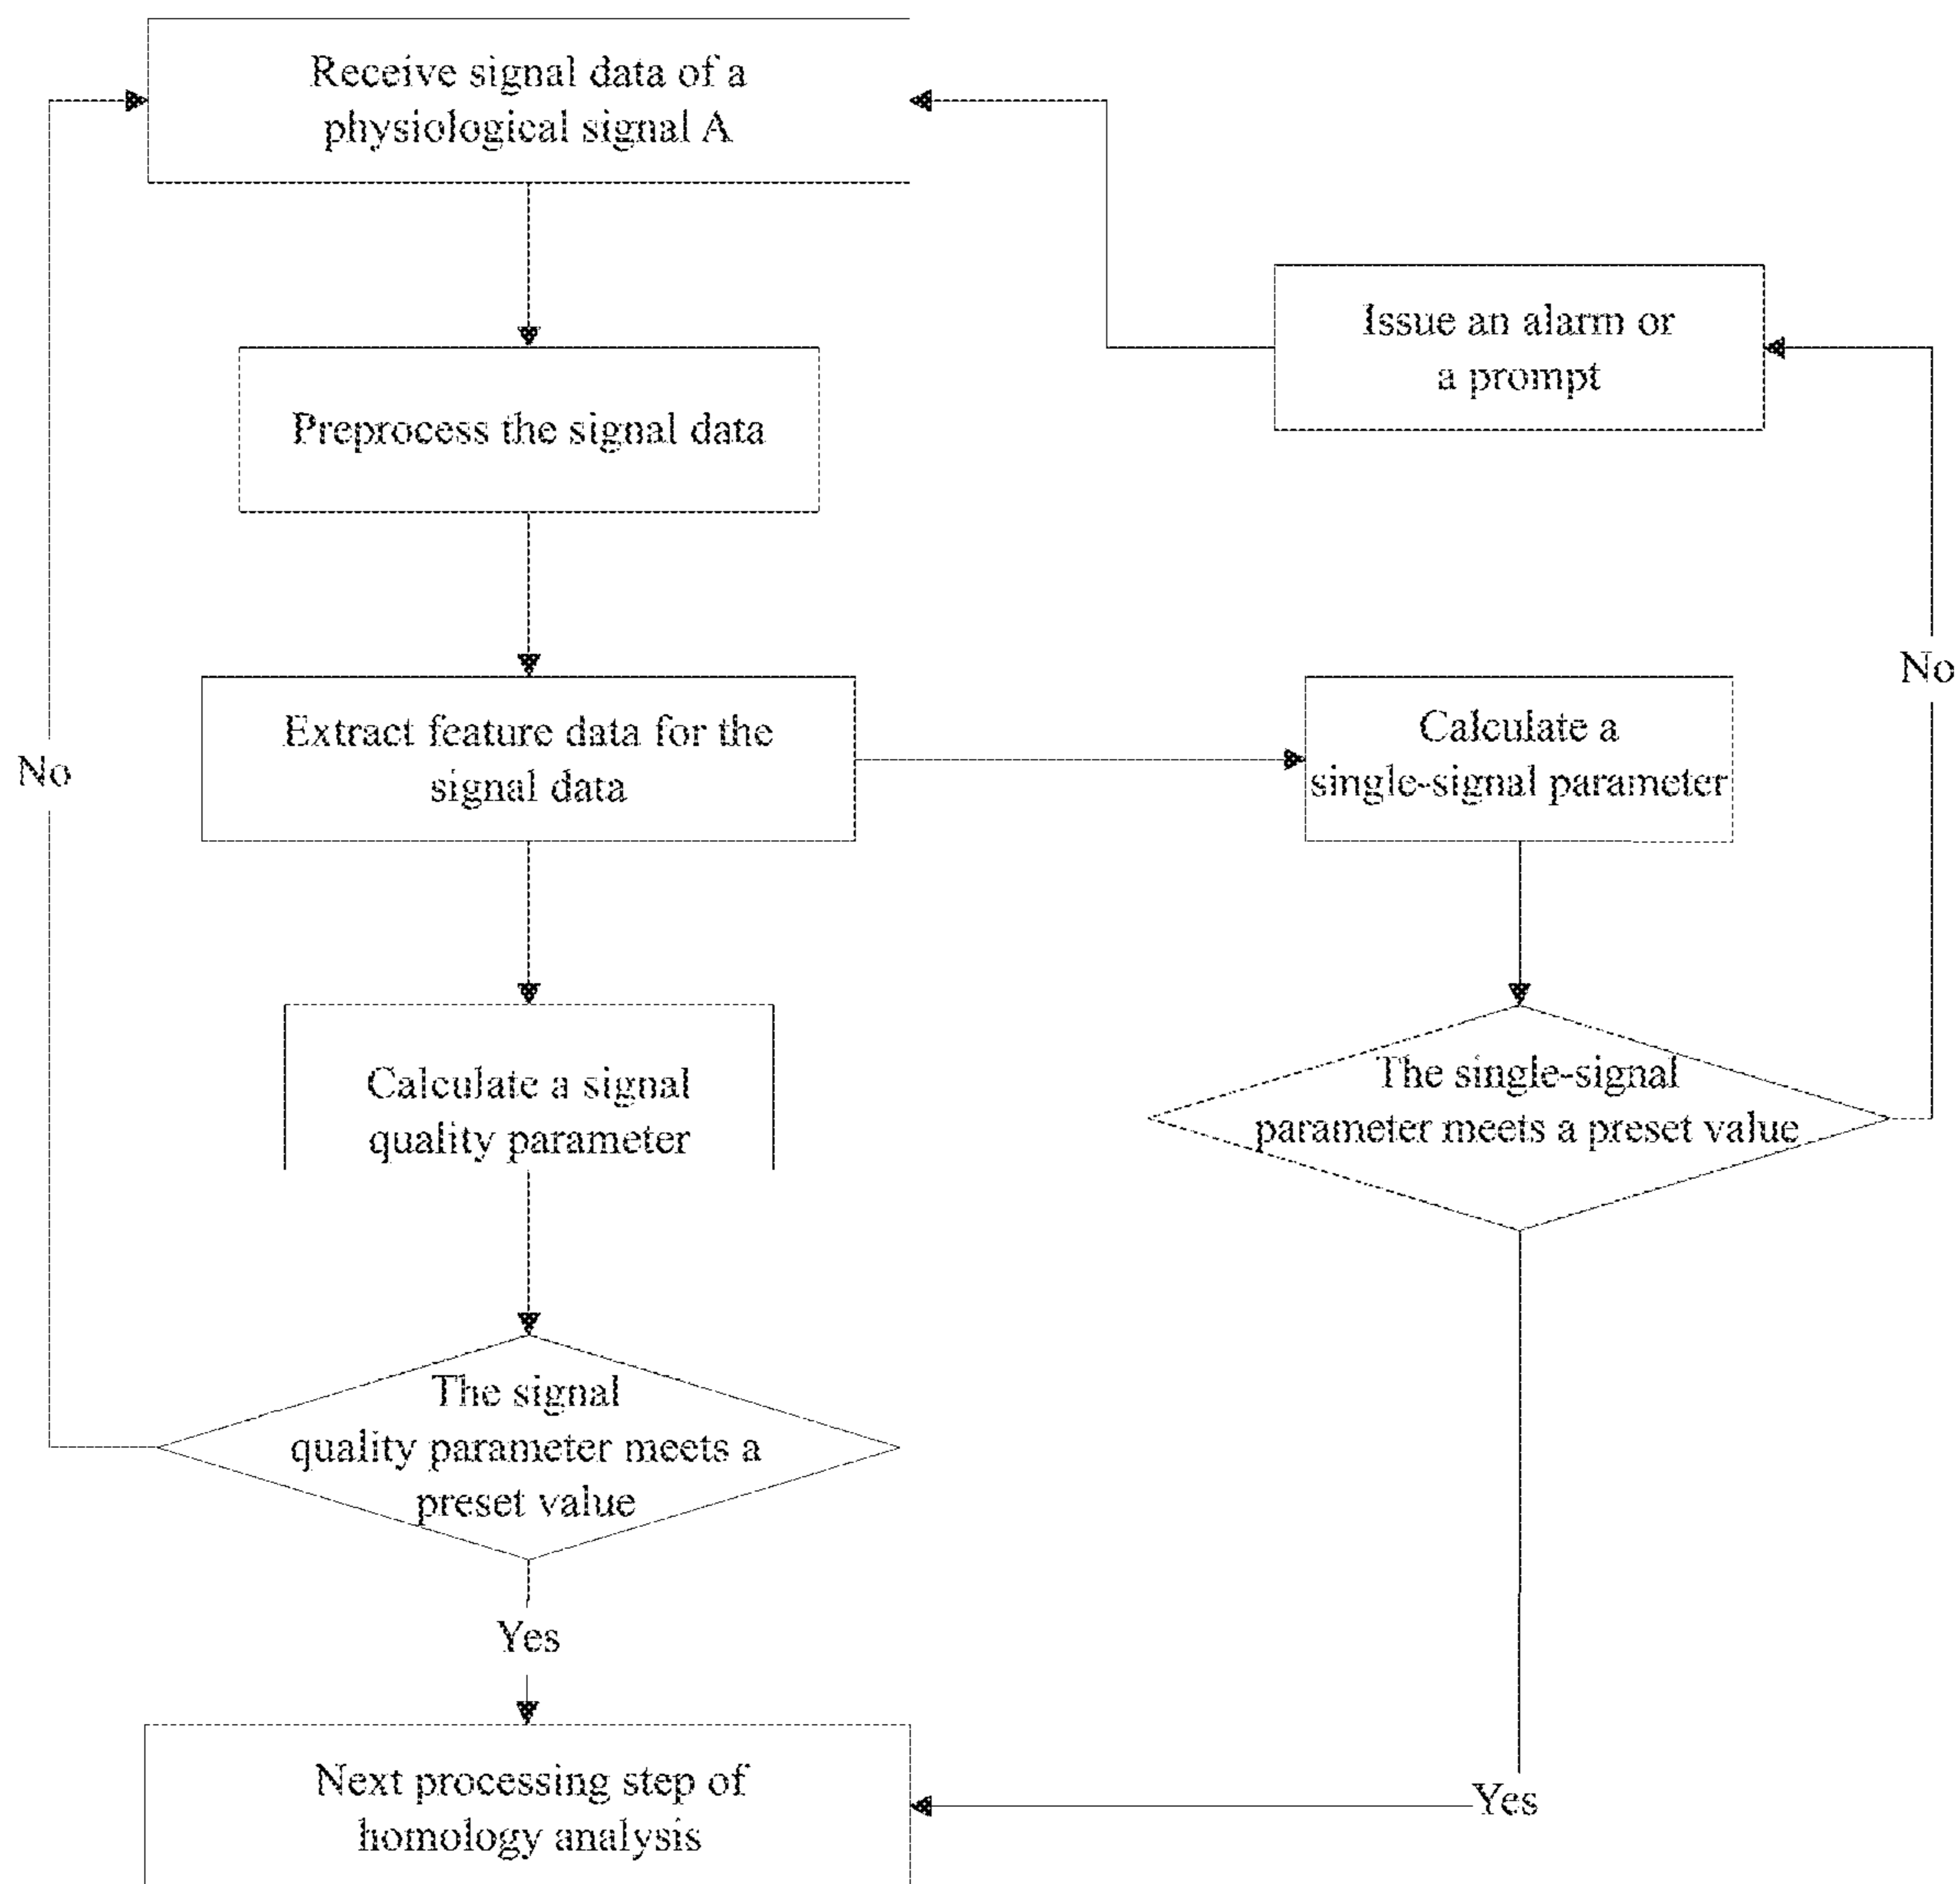 Receive signal data of a
physiological signal A
Issue an alarm or
a prompt
Preprocess the signal data
No
Extract feature data for the
signal data
Calculate a
single-signal parameter
No
Calculate a signal
quality parameter
The single-signal
parameter meets a preset value
The signal
quality parameter meets a
preset value
Yes
Next processing step of
homology analysis
Yes